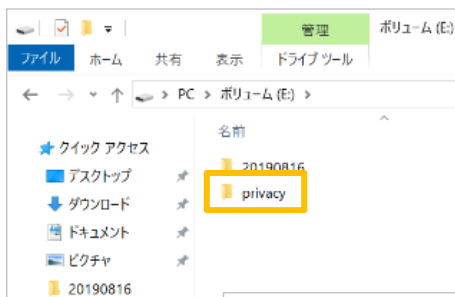 管理
ボリューム (E:)
ファイル
ホーム
共有
表示
ドライブ ツール
PC
ボリューム (E:)
名前
クイック アクセス
20190816
デスクトップ
privacy
ダウンロード
ドキュメント
ピクチャ
20190816